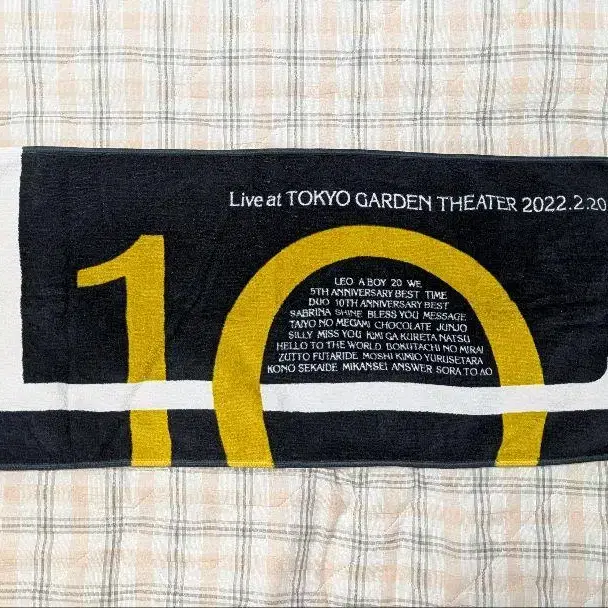 Live at TOKYO GARDEN THEATER 2022.2.20
10
LEO A BOY 20 WE
5TH ANNIVERSARY BEST TIME
DUO 10TH ANNIVERSARY BEST
SABRINA SHINE BLESS YOU MESSAGE
TAIYO NO MEGAMI CHOCOLATE JUNJO
SILLY MISS YOU KIMI GA KURETA NATSU
HELLO TO THE WORLD BOKUTACHI NO MIRAI
ZUTTO FUTARIDE MOSHI KIMIO YURUSETARA
KONO SEKAIDE MIKANSEI ANSWER SORA TO AO